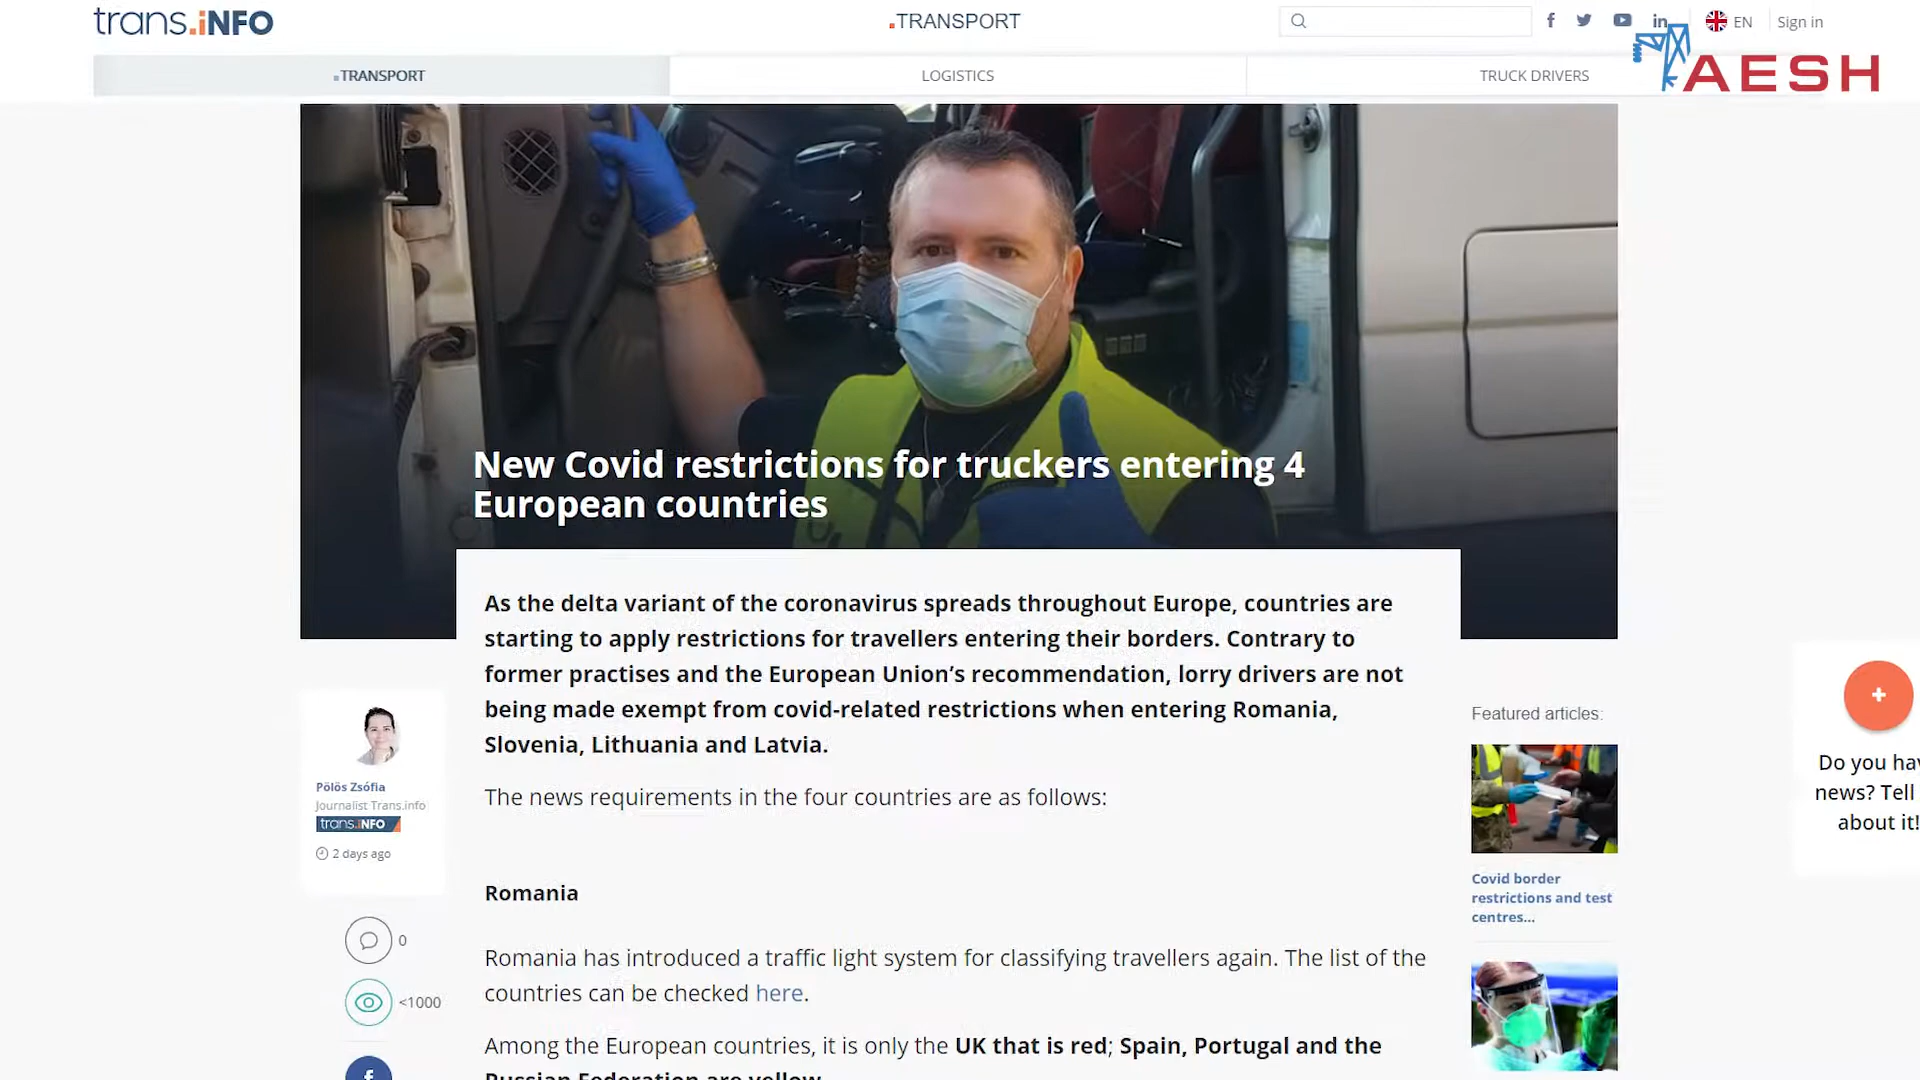 trans.iNFO
.TRANSPORT
EN
Sign in
AESH
.TRANSPORT
LOGISTICS
TRUCK DRIVERS
New Covid restrictions for truckers entering 4
European countries
As the delta variant of the coronavirus spreads throughout Europe, countries are
starting to apply restrictions for travellers entering their borders. Contrary to
former practises and the European Union’s recommendation, lorry drivers are not
being made exempt from covid-related restrictions when entering Romania,
Slovenia, Lithuania and Latvia.
The news requirements in the four countries are as follows:
Romania
Romania has introduced a traffic light system for classifying travellers again. The list of the
countries can be checked here.
Among the European countries, it is only the UK that is red; Spain, Portugal and the
Russian Federation are yellow
Pölös Zsófia
Journalist Trans.info
trans.iNFO
2 days ago
0
<1000
Featured articles:
Covid border
restrictions and test
centres...
Do you hav
news? Tell
about it!